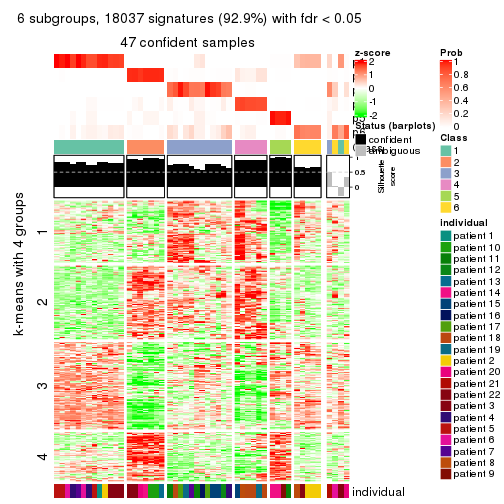 6 subgroups, 18037 signatures (92.9%) with fdr < 0.05
47 confident samples
k-means with 4 groups
1
2
3
4
z-score
2
1
0
-1
-2
Status (barplots)
confident
ambiguous
1
0.5
0
Silhouette
score
Prob
1
0.8
0.6
0.4
0.2
0
Class
1
2
3
4
5
6
individual
patient 1
patient 10
patient 11
patient 12
patient 13
patient 14
patient 15
patient 16
patient 17
patient 18
patient 19
patient 2
patient 20
patient 21
patient 22
patient 3
patient 4
patient 5
patient 6
patient 7
patient 8
patient 9
individual